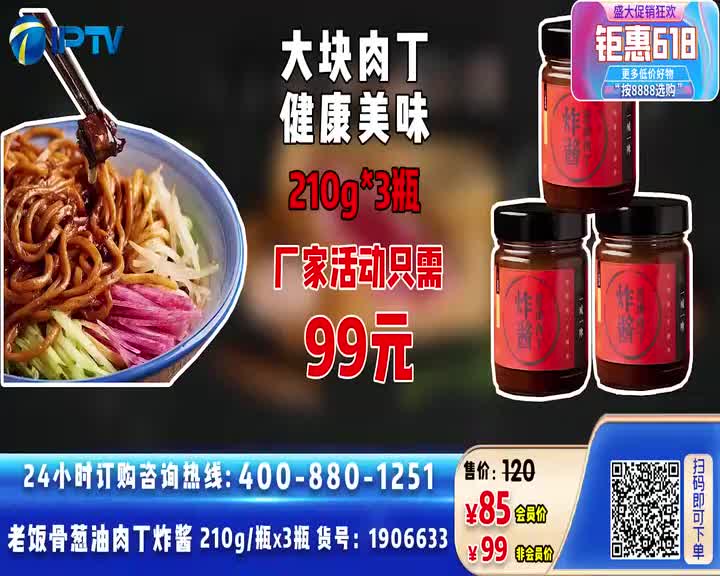 IPTV
盛大促销狂欢
钜惠618
更多低价好物
"按8888选购"
大块肉丁
健康美味
210g*3瓶
厂家活动只需
99元
炸酱
炸酱
炸酱
24小时订购咨询热线:400-880-1251
老饭骨葱油肉丁炸酱 210g/瓶x3瓶 货号：1906633
售价：120
¥85 会员价
¥99 非会员价
扫码即可下单